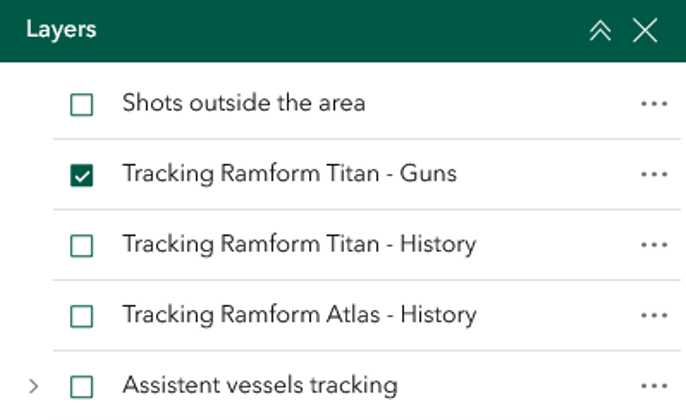 Layers
Shots outside the area
Tracking Ramform Titan - Guns
Tracking Ramform Titan - History
Tracking Ramform Atlas - History
Assistent vessels tracking